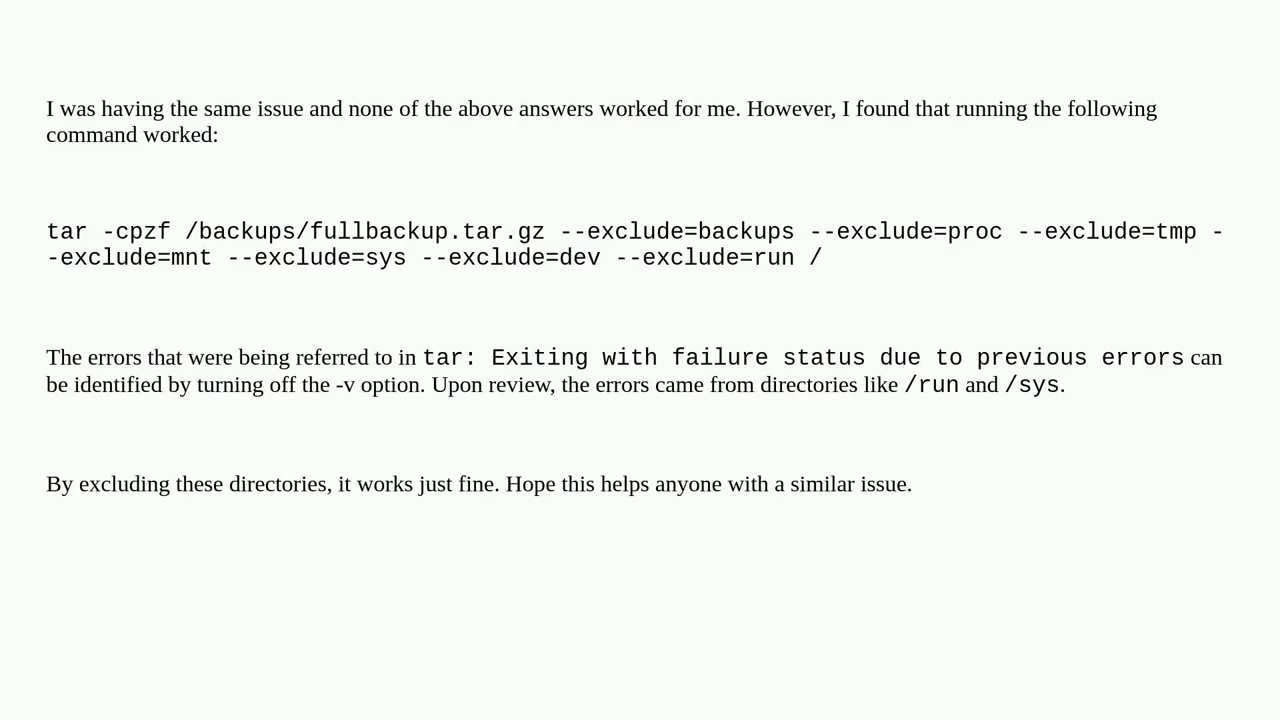 I was having the same issue and none of the above answers worked for me. However, I found that running the following
command worked:
tar -cpzf /backups/fullbackup.tar.gz --exclude=backups --exclude=proc --exclude=tmp -
-exclude=mnt --exclude=sys --exclude=dev --exclude=run /
The errors that were being referred to in tar: Exiting with failure status due to previous errors can
be identified by turning off the -v option. Upon review, the errors came from directories like /run and /sys.
By excluding these directories, it works just fine. Hope this helps anyone with a similar issue.